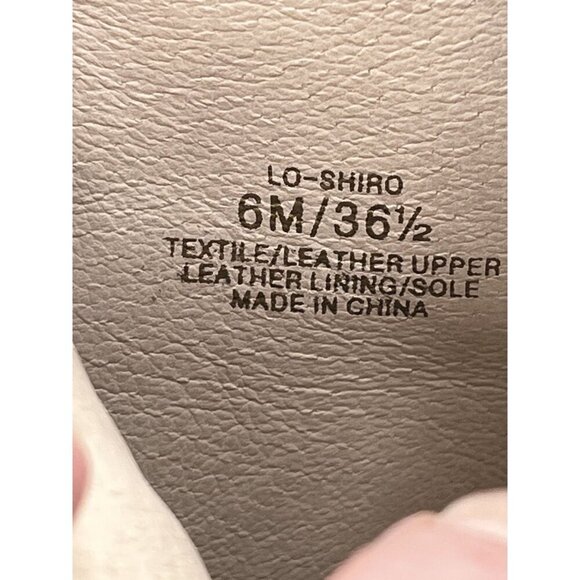 LO-SHIRO
6M/36½
TEXTILE/LEATHER UPPER
LEATHER LINING/SOLE
MADE IN CHINA